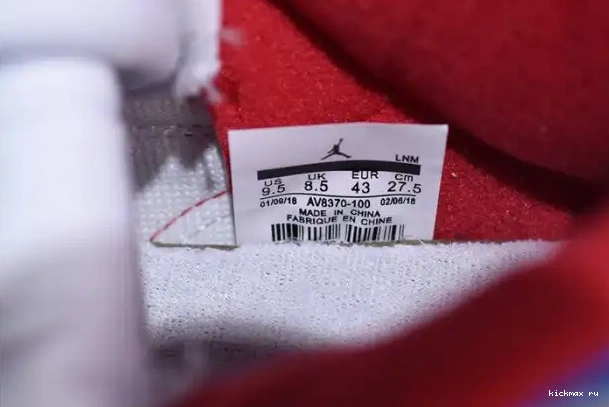 LNM
US UK EUR cm
9.5 8.5 43 27.5
01/09/18 AV8370-100 02/06/18
MADE IN CHINA
FABRIQUE EN CHINE
kickmax ru